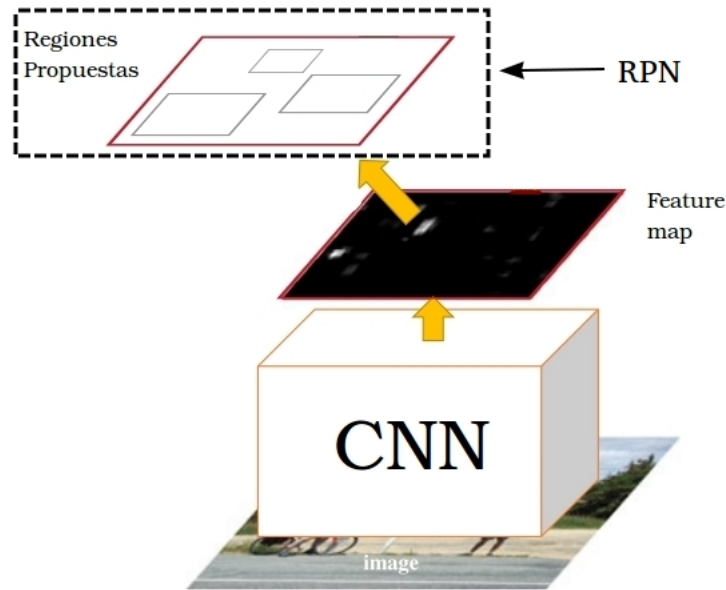 Regiones
Propuestas
RPN
Feature
map
CNN
image